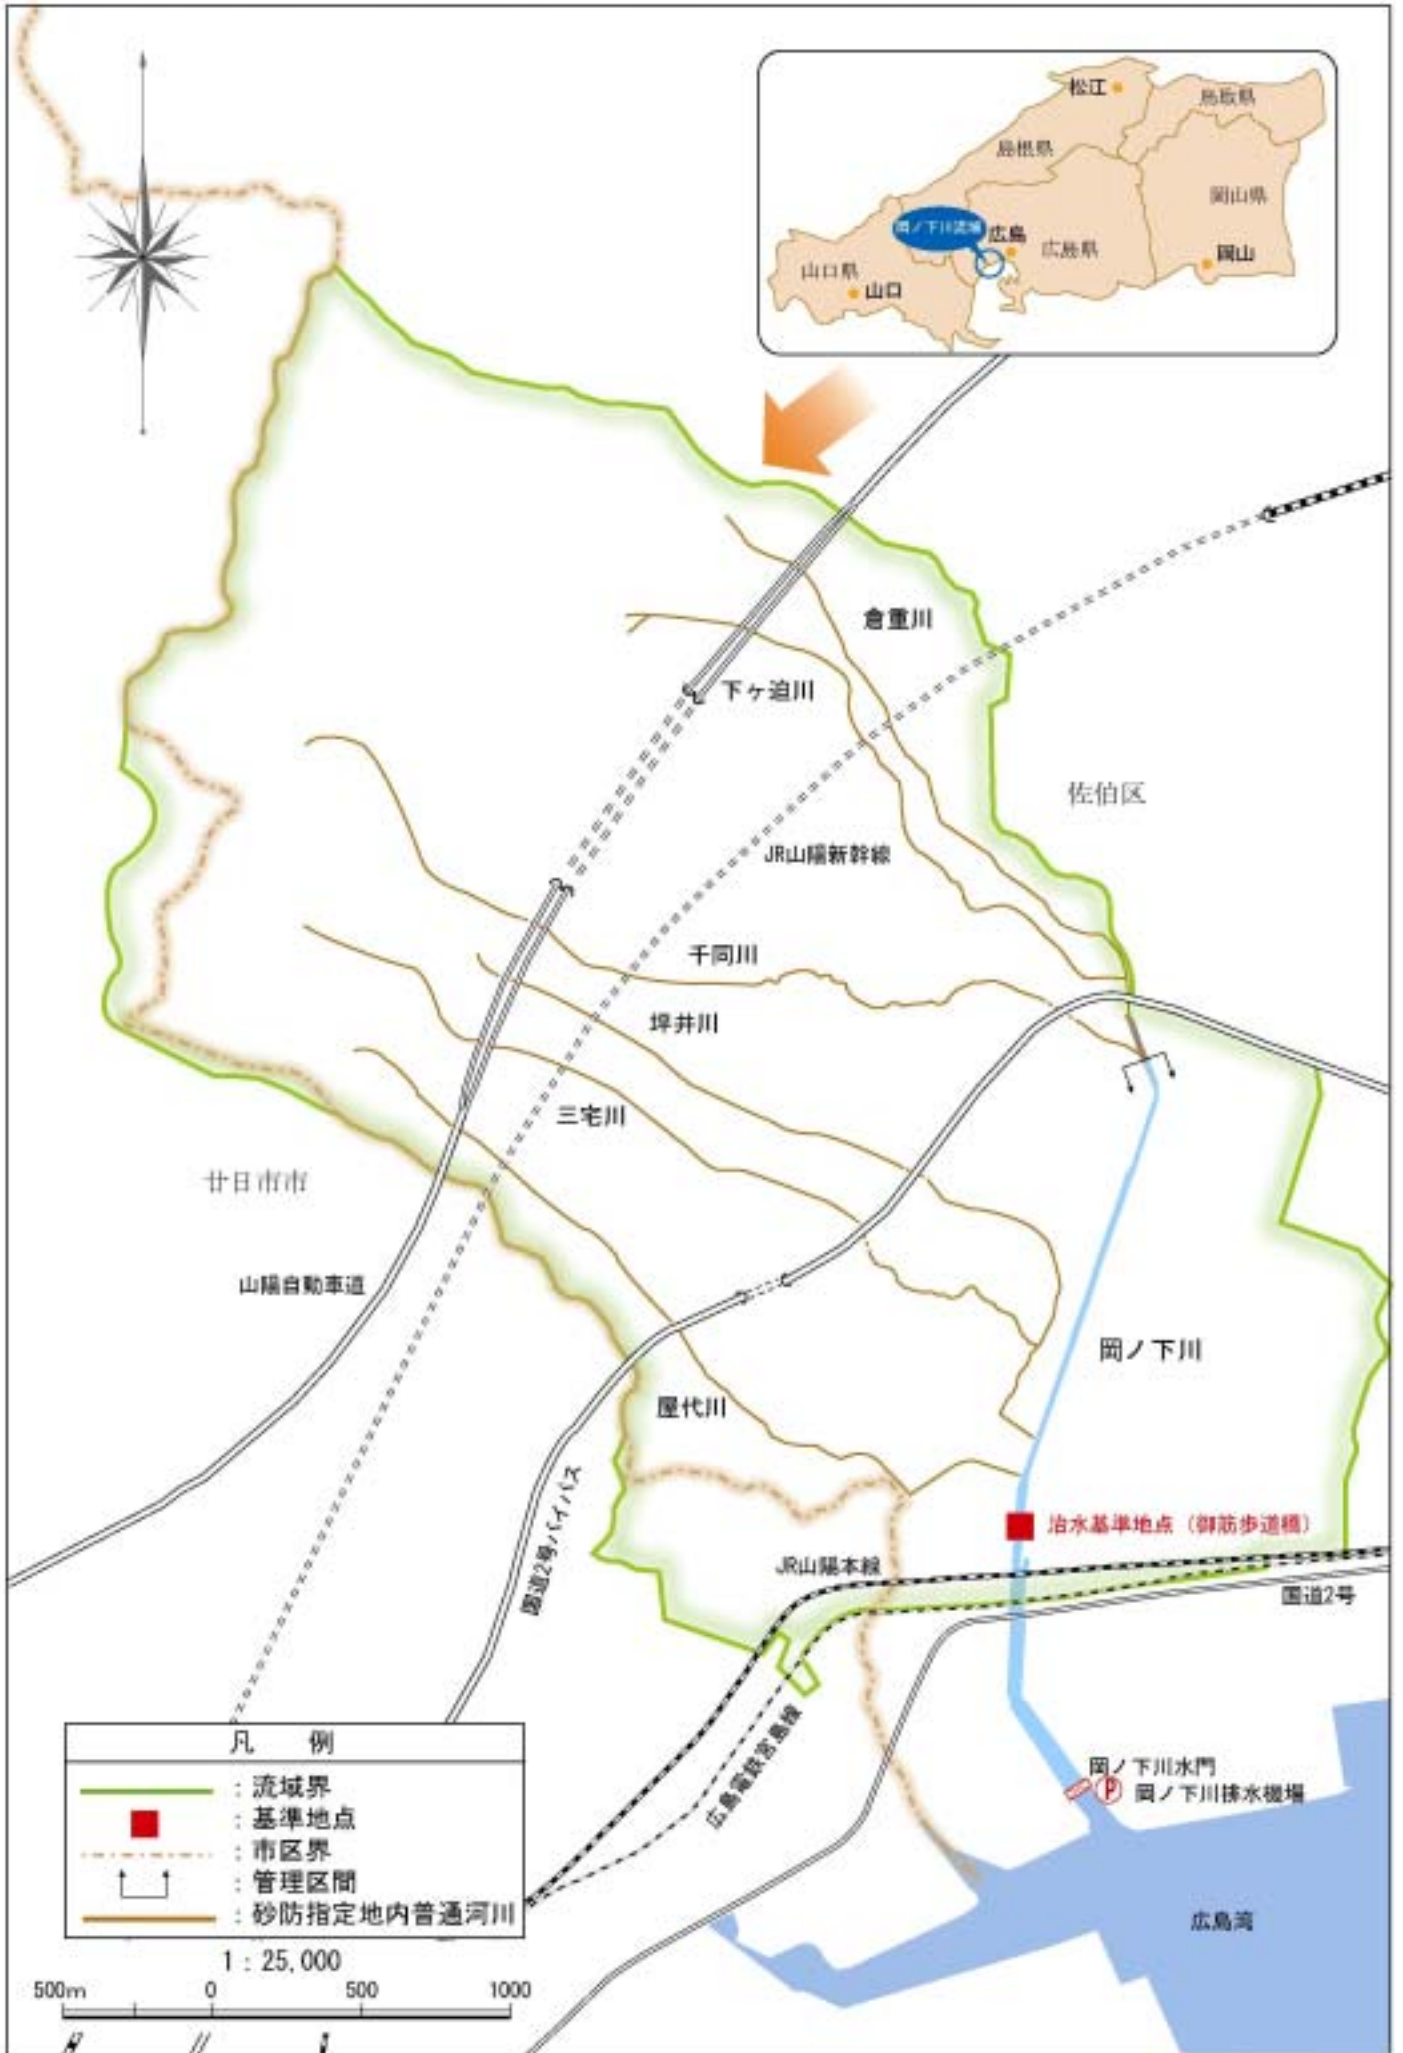 松江
鳥取県
島根県
岡山県
岡ノ下川流域
広島
広島県
岡山
山口県
山口
倉重川
下ヶ迫川
佐伯区
JR山陽新幹線
千同川
坪井川
三宅川
廿日市市
山陽自動車道
岡ノ下川
屋代川
国道2号バイパス
治水基準地点（御筋歩道橋）
JR山陽本線
国道2号
広島電鉄宮島線
岡ノ下川水門
P
岡ノ下川排水機場
広島湾
凡 例
：流域界
：基準地点
：市区界
：管理区間
：砂防指定地内普通河川
1：25,000
500m 0 500 1000